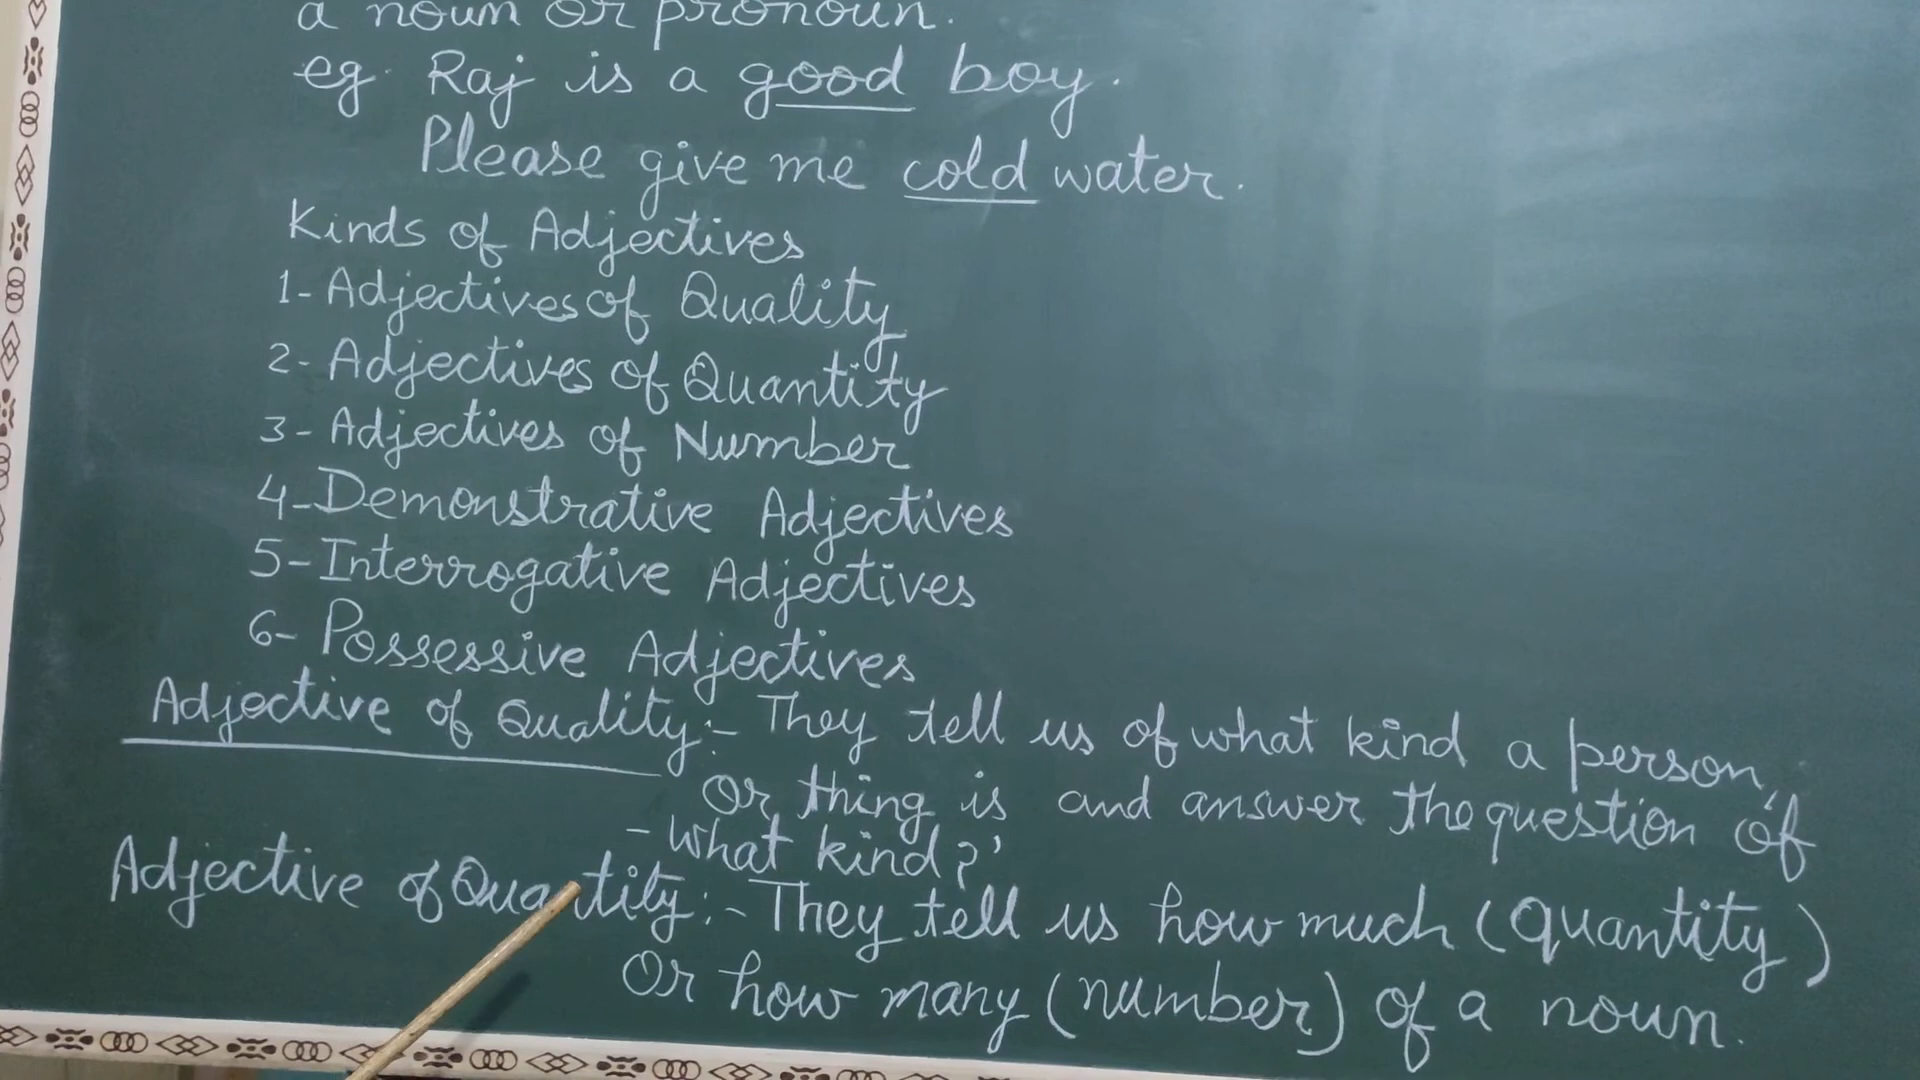 a noun or pronoun.
eg. Raj is a good boy.
Please give me cold water.
Kinds of Adjectives
1- Adjectives of Quality
2- Adjectives of Quantity
3- Adjectives of Number
4- Demonstrative Adjectives
5- Interrogative Adjectives
6- Possessive Adjectives
Adjective of Quality:- They tell us of what kind a person,
or thing is and answer the question of
- 'what kind?'
Adjective of Quantity:- They tell us how much (quantity)
or how many (number) of a noun.